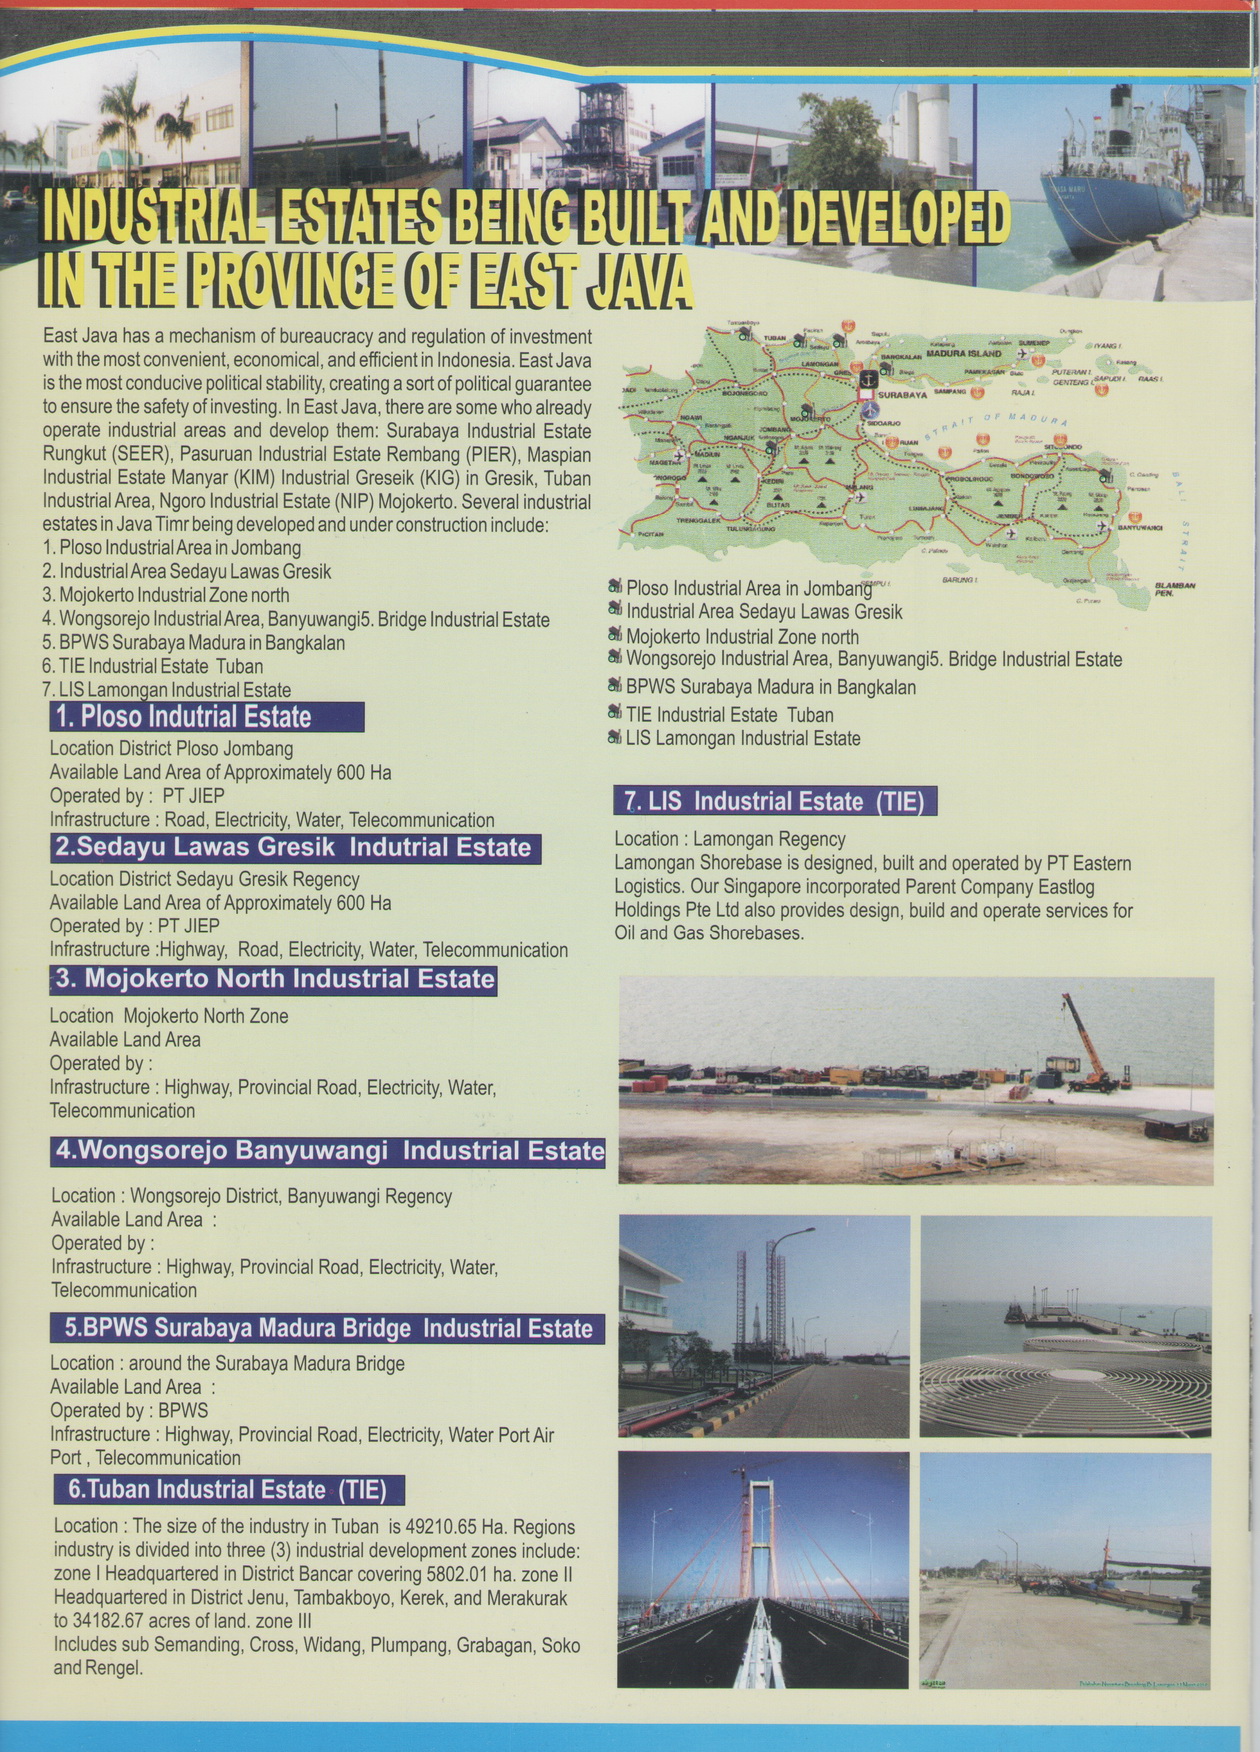 INDUSTRIAL ESTATES BEING BUILT AND DEVELOPED
IN THE PROVINCE OF EAST JAVA
East Java has a mechanism of bureaucracy and regulation of investment
with the most convenient, economical, and efficient in Indonesia. East Java
is the most conducive political stability, creating a sort of political guarantee
to ensure the safety of investing. In East Java, there are some who already
operate industrial areas and develop them: Surabaya Industrial Estate
Rungkut (SEER), Pasuruan Industrial Estate Rembang (PIER), Maspian
Industrial Estate Manyar (KIM) Industrial Greseik (KIG) in Gresik, Tuban
Industrial Area, Ngoro Industrial Estate (NIP) Mojokerto. Several industrial
estates in Java Timr being developed and under construction include:
1. Ploso Industrial Area in Jombang
2. Industrial Area Sedayu Lawas Gresik
3. Mojokerto Industrial Zone north
4. Wongsorejo Industrial Area, Banyuwangi5. Bridge Industrial Estate
5. BPWS Surabaya Madura in Bangkalan
6. TIE Industrial Estate Tuban
7. LIS Lamongan Industrial Estate
1. Ploso Indutrial Estate
Location District Ploso Jombang
Available Land Area of Approximately 600 Ha
Operated by : PT JIEP
Infrastructure : Road, Electricity, Water, Telecommunication
2.Sedayu Lawas Gresik Indutrial Estate
Location District Sedayu Gresik Regency
Available Land Area of Approximately 600 Ha
Operated by : PT JIEP
Infrastructure :Highway, Road, Electricity, Water, Telecommunication
3. Mojokerto North Industrial Estate
Location Mojokerto North Zone
Available Land Area
Operated by :
Infrastructure : Highway, Provincial Road, Electricity, Water,
Telecommunication
4.Wongsorejo Banyuwangi Industrial Estate
Location : Wongsorejo District, Banyuwangi Regency
Available Land Area :
Operated by :
Infrastructure : Highway, Provincial Road, Electricity, Water,
Telecommunication
5.BPWS Surabaya Madura Bridge Industrial Estate
Location : around the Surabaya Madura Bridge
Available Land Area :
Operated by : BPWS
Infrastructure : Highway, Provincial Road, Electricity, Water Port Air
Port , Telecommunication
6.Tuban Industrial Estate (TIE)
Location : The size of the industry in Tuban is 49210.65 Ha. Regions
industry is divided into three (3) industrial development zones include:
zone I Headquartered in District Bancar covering 5802.01 ha. zone II
Headquartered in District Jenu, Tambakboyo, Kerek, and Merakurak
to 34182.67 acres of land. zone III
Includes sub Semanding, Cross, Widang, Plumpang, Grabagan, Soko
and Rengel.
TUBAN
LAMONGAN
BANGKALAN
MADURA ISLAND
SUMENEP
IYANG I.
PUTERAN I.
GENTENG I.
SAPUDI I.
RAAS I.
RAJA I.
PAMEKASAN
SAMPANG
SURABAYA
SIDOARJO
STRAIT OF MADURA
BOJONEGORO
NGAWI
MOJOKERTO
JOMBANG
NGANJUK
MADIUN
MAGETAN
KEDIRI
BLITAR
MALANG
TRENGGALEK
TULUNGAGUNG
PACITAN
PROBOLINGGO
LUMAJANG
BONDOWOSO
JEMBER
BANYUWANGI
BALI STRAIT
SEMPU I.
BARUNG I.
BLAMBAN
PEN.
Ploso Industrial Area in Jombang
Industrial Area Sedayu Lawas Gresik
Mojokerto Industrial Zone north
Wongsorejo Industrial Area, Banyuwangi5. Bridge Industrial Estate
BPWS Surabaya Madura in Bangkalan
TIE Industrial Estate Tuban
LIS Lamongan Industrial Estate
7. LIS Industrial Estate (TIE)
Location : Lamongan Regency
Lamongan Shorebase is designed, built and operated by PT Eastern
Logistics. Our Singapore incorporated Parent Company Eastlog
Holdings Pte Ltd also provides design, build and operate services for
Oil and Gas Shorebases.